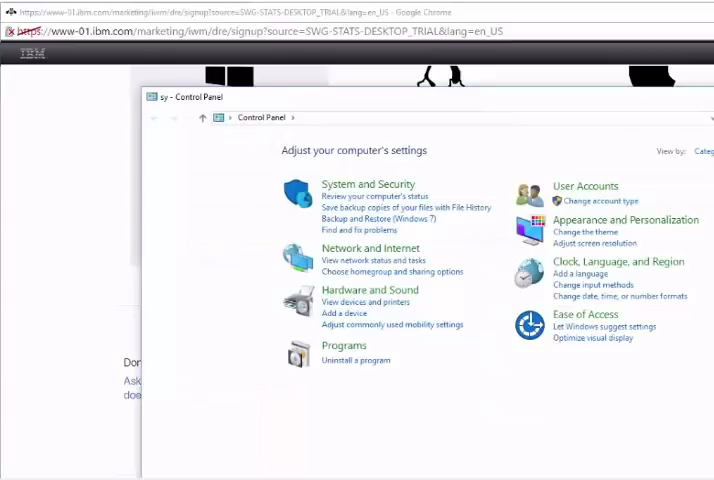 https://www-01.ibm.com/marketing/iwm/dre/signup?source=SWG-STATS-DESKTOP_TRIAL&lang=en_US - Google Chrome
https://www-01.ibm.com/marketing/iwm/dre/signup?source=SWG-STATS-DESKTOP_TRIAL&lang=en_US
IBM
sy - Control Panel
Control Panel
Adjust your computer's settings
View by: Categ
System and Security
Review your computer's status
Save backup copies of your files with File History
Backup and Restore (Windows 7)
Find and fix problems
Network and Internet
View network status and tasks
Choose homegroup and sharing options
Hardware and Sound
View devices and printers
Add a device
Adjust commonly used mobility settings
Programs
Uninstall a program
User Accounts
Change account type
Appearance and Personalization
Change the theme
Adjust screen resolution
Clock, Language, and Region
Add a language
Change input methods
Change date, time, or number formats
Ease of Access
Let Windows suggest settings
Optimize visual display
Don
Ask
doe